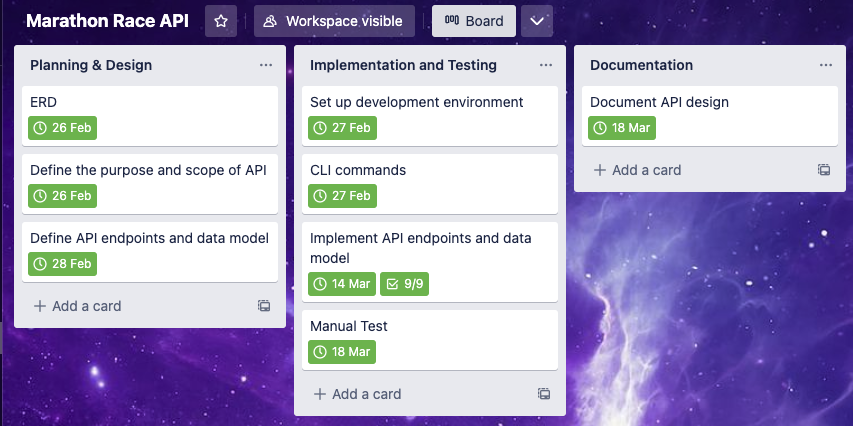 Marathon Race API
Workspace visible
Board
Planning & Design
ERD
26 Feb
Define the purpose and scope of API
26 Feb
Define API endpoints and data model
28 Feb
Add a card
Implementation and Testing
Set up development environment
27 Feb
CLI commands
27 Feb
Implement API endpoints and data
model
14 Mar 9/9
Manual Test
18 Mar
Add a card
Documentation
Document API design
18 Mar
Add a card